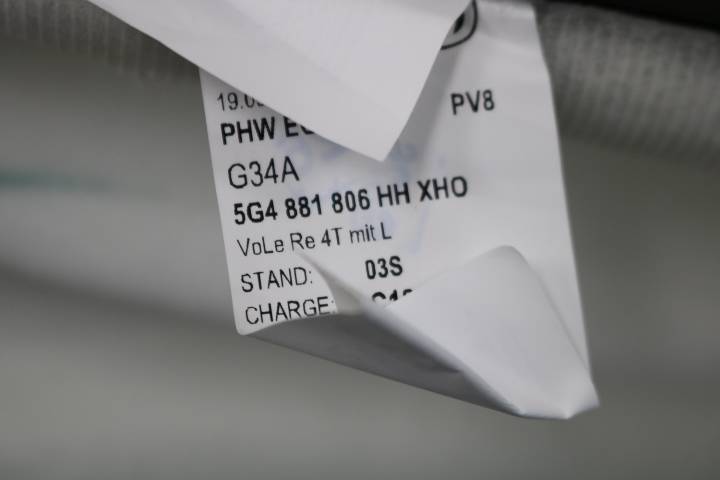 PV8
PHW
G34A
5G4 881 806 HH XHO
VoLe Re 4T mit L
STAND: 03S
CHARGE: